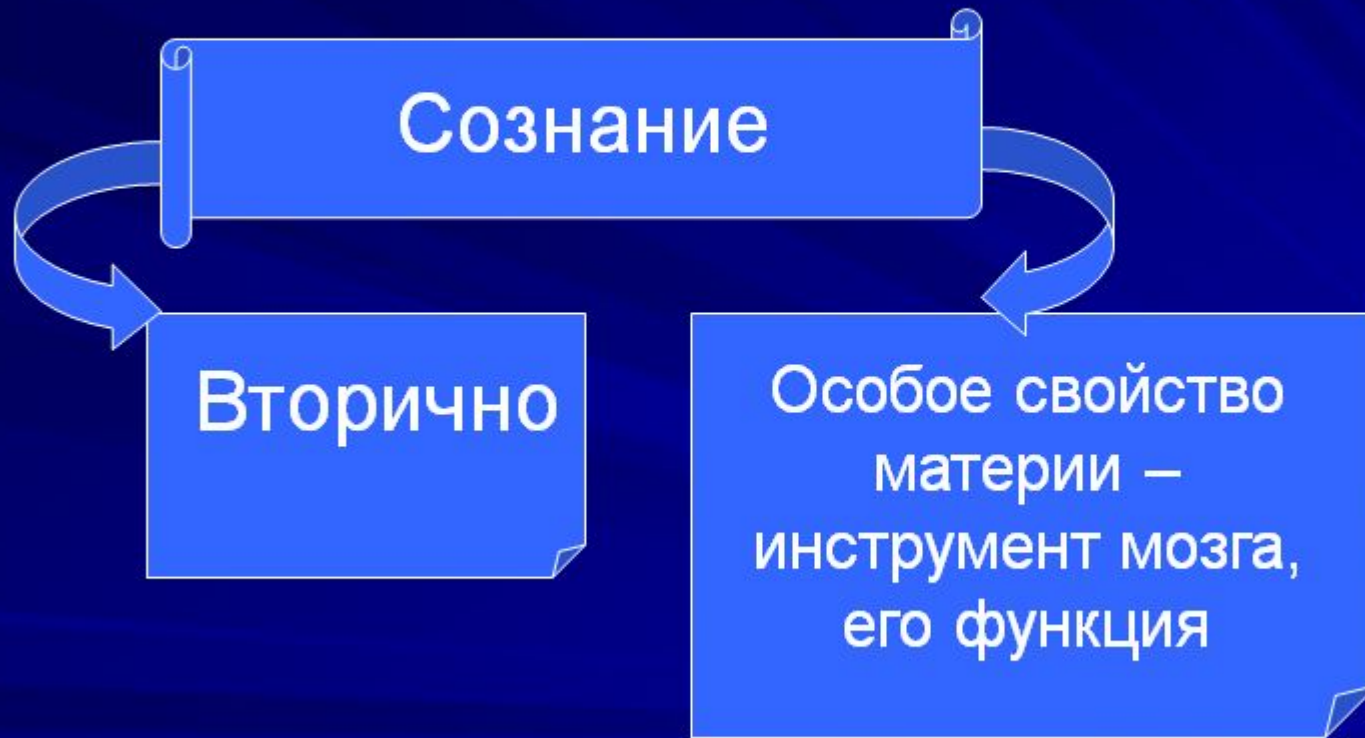 Сознание
Вторично
Особое свойство
материи –
инструмент мозга,
его функция